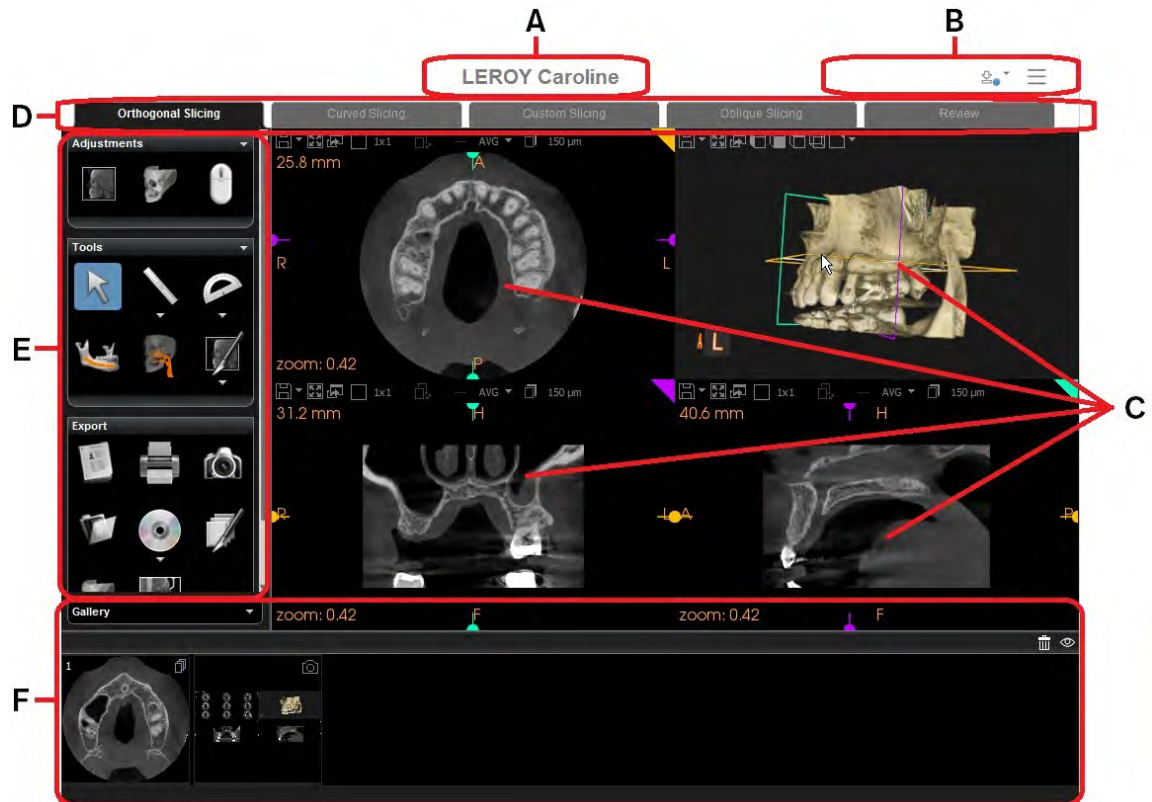 A
B
LEROY Caroline
D
Orthogonal Slicing
Curved Slicing
Custom Slicing
Oblique Slicing
Review
Adjustments
1x1
AVG
150 µm
25.8 mm
A
R
L
zoom: 0.42
P
L
Tools
E
C
1x1
AVG
150 µm
1x1
AVG
150 µm
31.2 mm
H
40.6 mm
H
Export
R
L
A
P
Gallery
zoom: 0.42
F
zoom: 0.42
F
F
1